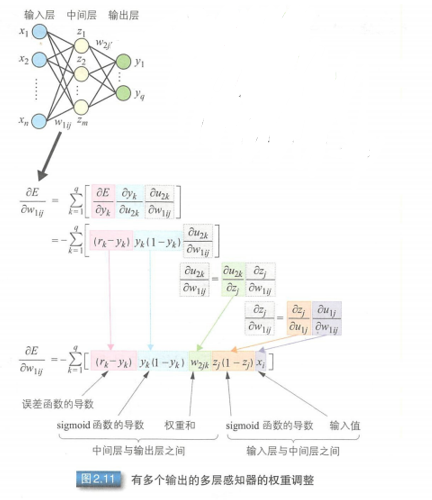 输入层 中间层 输出层
x₁ z₁ w₂ⱼ
x₂ z₂ y₁
xₙ w₁ᵢⱼ zₘ y_q
∂E/∂w₁ᵢⱼ = Σ_{k=1}^{q} [ ∂E/∂yₖ ∂yₖ/∂u₂ₖ ∂u₂ₖ/∂w₁ᵢⱼ ]
= −Σ_{k=1}^{q} [ (rₖ−yₖ) yₖ(1−yₖ) ∂u₂ₖ/∂w₁ᵢⱼ ]
∂u₂ₖ/∂w₁ᵢⱼ = ∂u₂ₖ/∂zⱼ ∂zⱼ/∂w₁ᵢⱼ
∂zⱼ/∂w₁ᵢⱼ = ∂zⱼ/∂u₁ⱼ ∂u₁ⱼ/∂w₁ᵢⱼ
∂E/∂w₁ᵢⱼ = −Σ_{k=1}^{q} [ (rₖ−yₖ) yₖ(1−yₖ) w₂ⱼₖ zⱼ(1−zⱼ) xᵢ ]
误差函数的导数
sigmoid 函数的导数 权重和 sigmoid 函数的导数 输入值
中间层与输出层之间 输入层与中间层之间
图2.11 有多个输出的多层感知器的权重调整